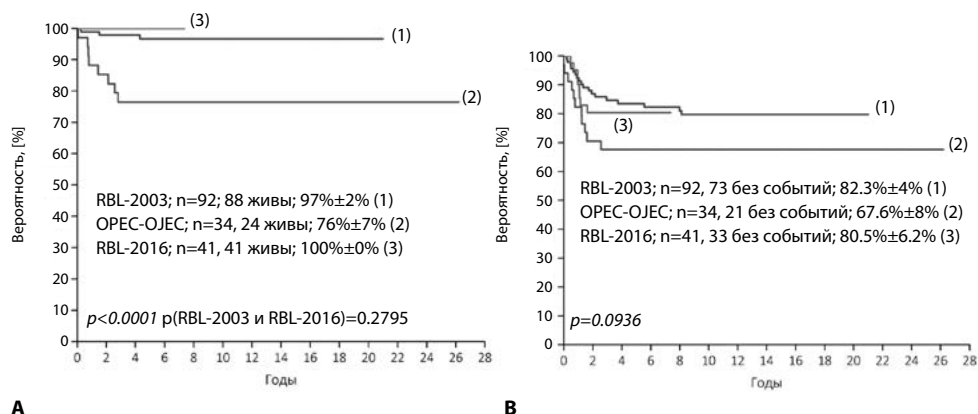 (3)
(1)
(2)
Вероятность, [%]
100
90
80
70
60
50
40
30
20
10
0
RBL-2003; n=92; 88 живы; 97%±2% (1)
OPEC-OJEC; n=34, 24 живы; 76%±7% (2)
RBL-2016; n=41, 41 живы; 100%±0% (3)
p<0.0001 p(RBL-2003 и RBL-2016)=0.2795
0 2 4 6 8 10 12 14 16 18 20 22 24 26 28
Годы
А
(1)
(3)
(2)
Вероятность, [%]
100
90
80
70
60
50
40
30
20
10
0
RBL-2003; n=92, 73 без событий; 82.3%±4% (1)
OPEC-OJEC; n=34, 21 без событий; 67.6%±8% (2)
RBL-2016; n=41, 33 без событий; 80.5%±6.2% (3)
p=0.0936
0 2 4 6 8 10 12 14 16 18 20 22 24 26 28
Годы
В